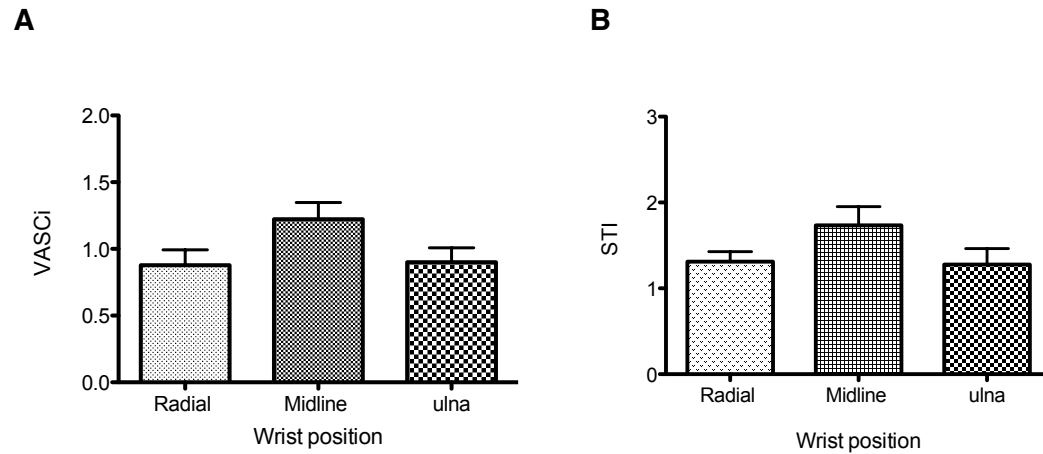 A
VASCi
2.0
1.5
1.0
0.5
0.0
Radial Midline ulna
Wrist position
B
STI
3
2
1
0
Radial Midline ulna
Wrist position